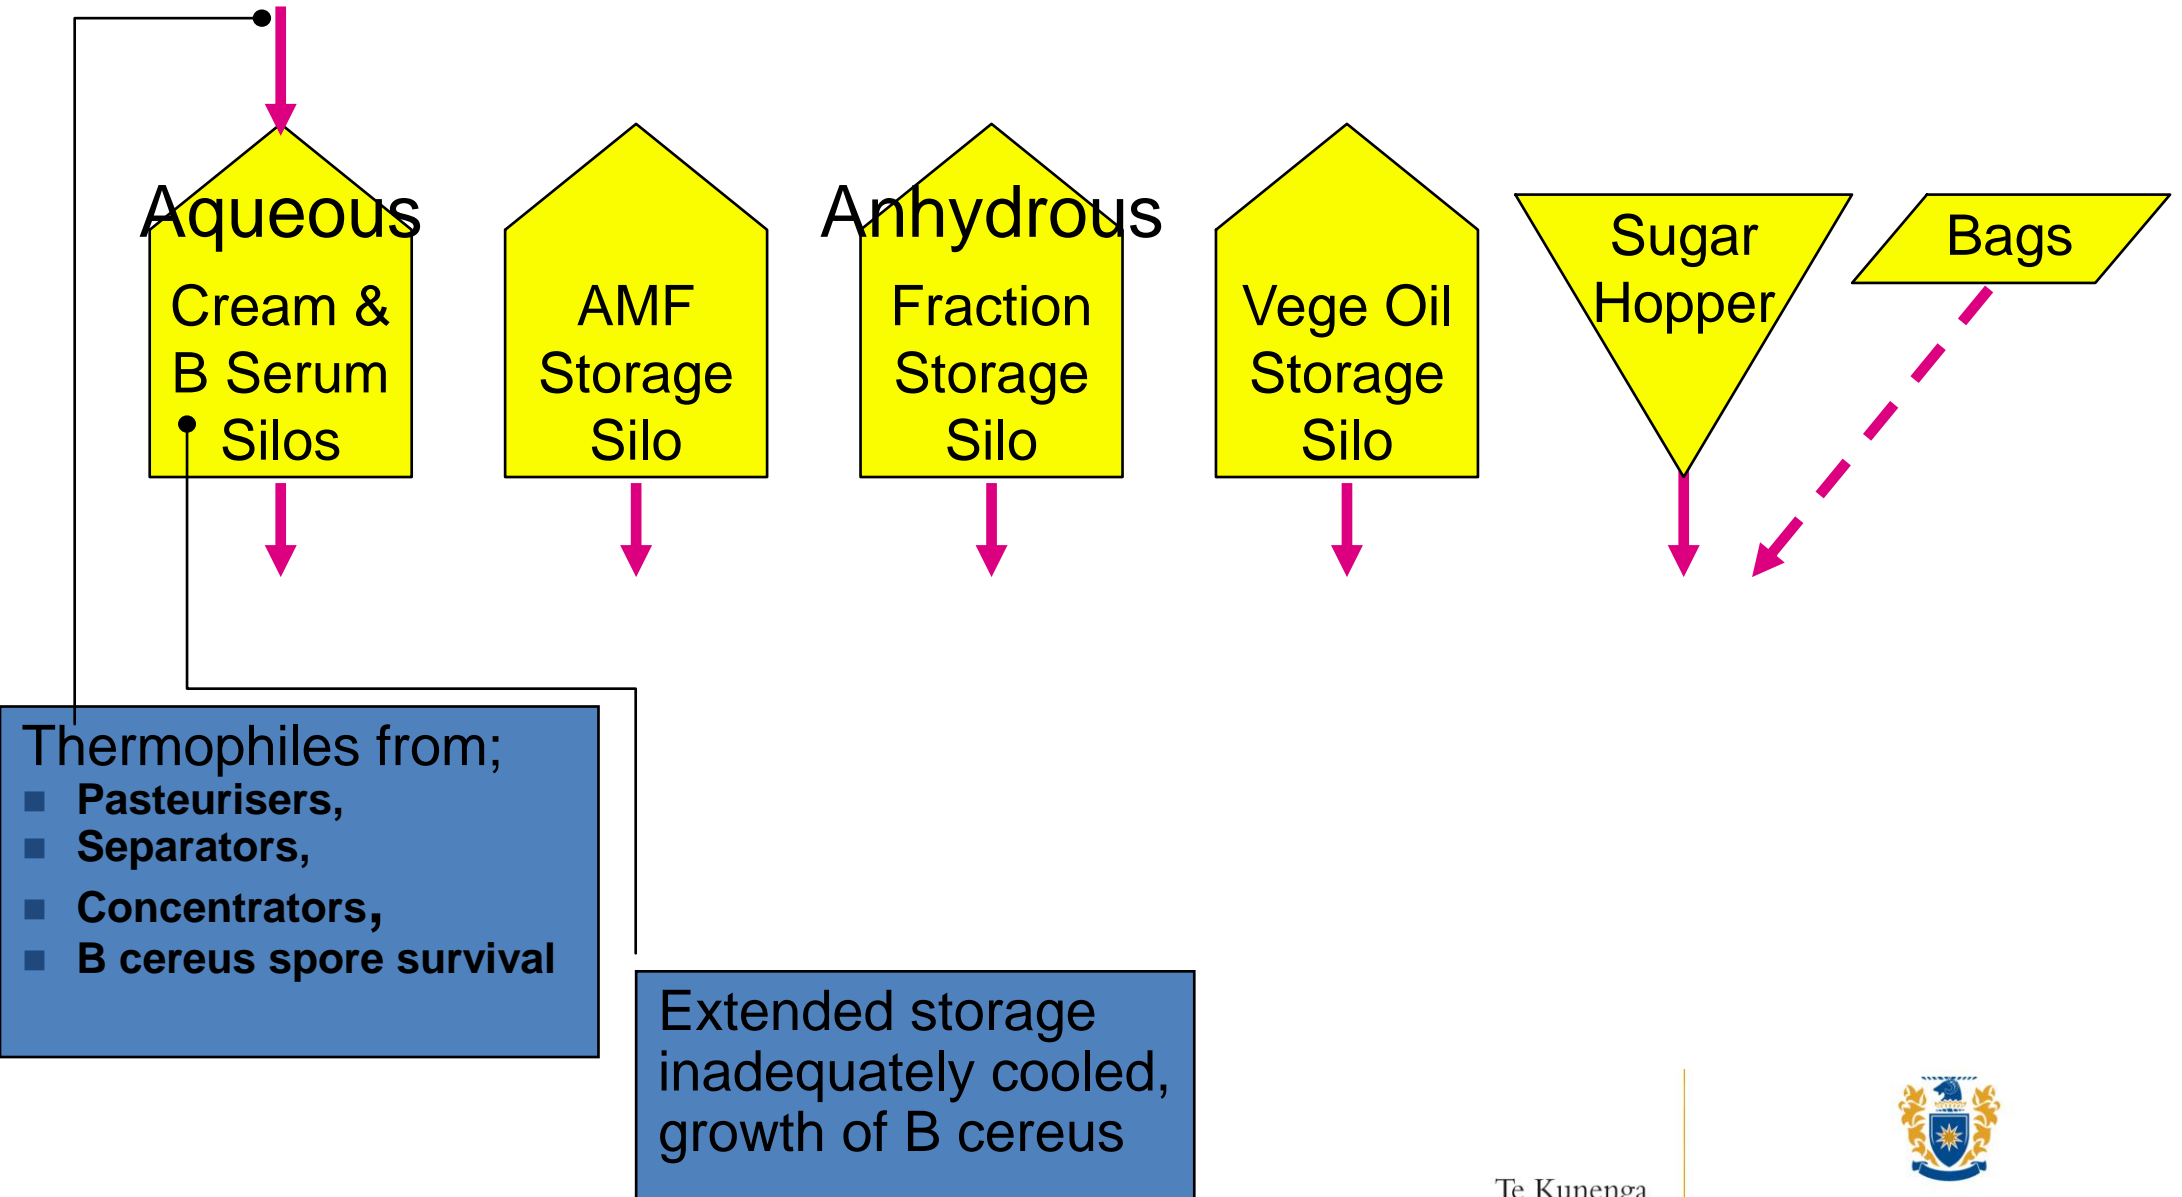 Aqueous
Cream &
B Serum
Silos
AMF
Storage
Silo
Anhydrous
Fraction
Storage
Silo
Vege Oil
Storage
Silo
Sugar
Hopper
Bags
Thermophiles from;
Pasteurisers,
Separators,
Concentrators,
B cereus spore survival
Extended storage
inadequately cooled,
growth of B cereus
Te Kunenga